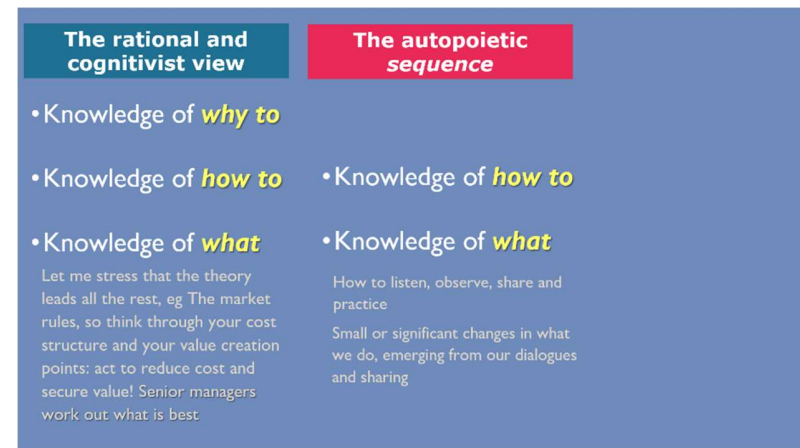 The rational and
cognitivist view
•Knowledge of why to
•Knowledge of how to
•Knowledge of what
Let me stress that the theory
leads all the rest, eg The market
rules, so think through your cost
structure and your value creation
points: act to reduce cost and
secure value! Senior managers
work out what is best
The autopoietic
sequence
•Knowledge of how to
•Knowledge of what
How to listen, observe, share and
practice
Small or significant changes in what
we do, emerging from our dialogues
and sharing